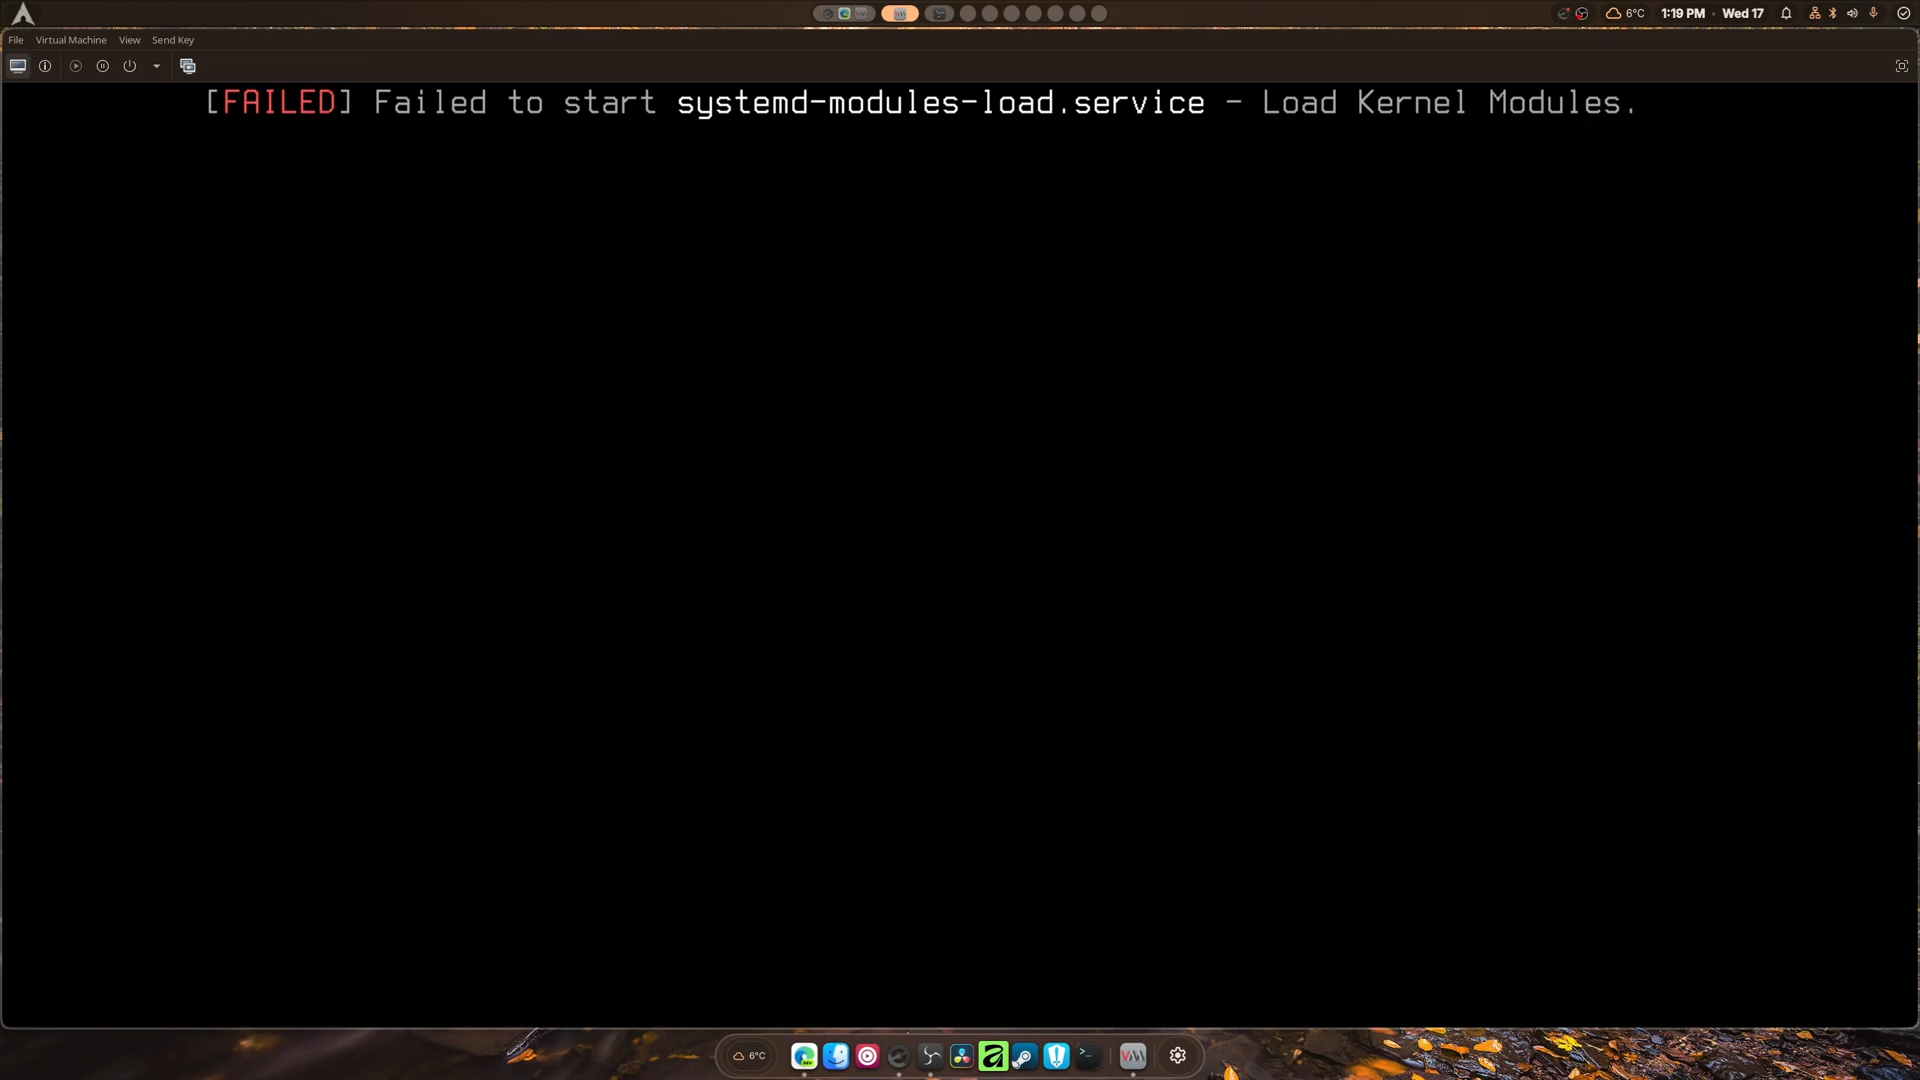 6°C 1:19 PM · Wed 17
File Virtual Machine View Send Key
[FAILED] Failed to start systemd-modules-load.service - Load Kernel Modules.
6°C